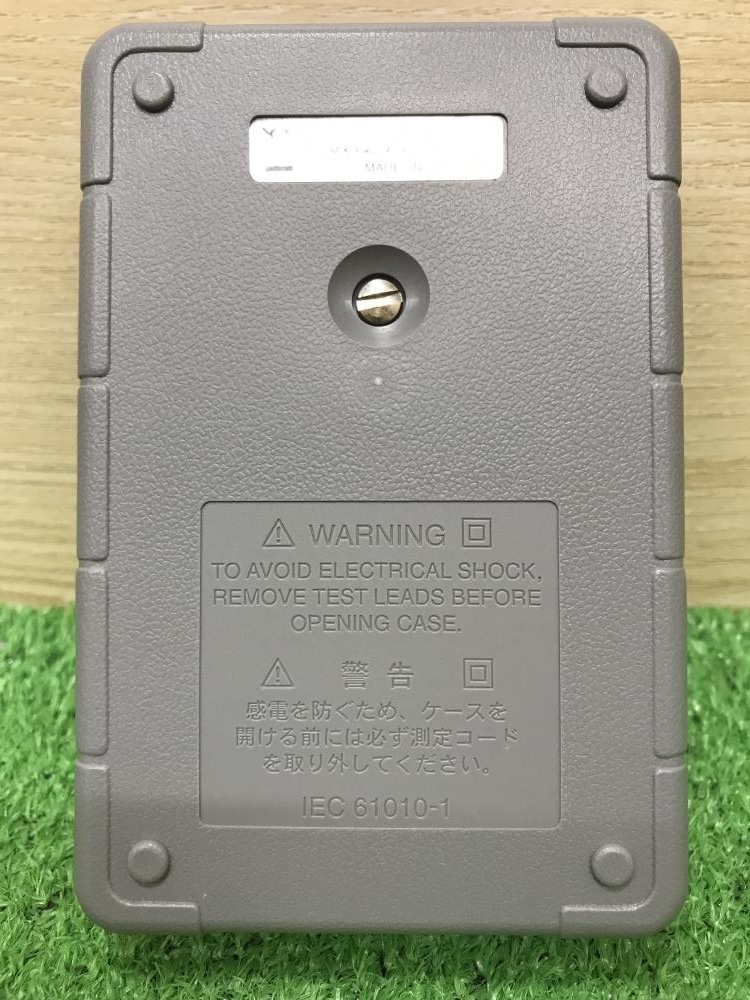 MADE IN
WARNING
TO AVOID ELECTRICAL SHOCK,
REMOVE TEST LEADS BEFORE
OPENING CASE.
警告
感電を防ぐため、ケースを
開ける前には必ず測定コード
を取り外してください。
IEC 61010-1